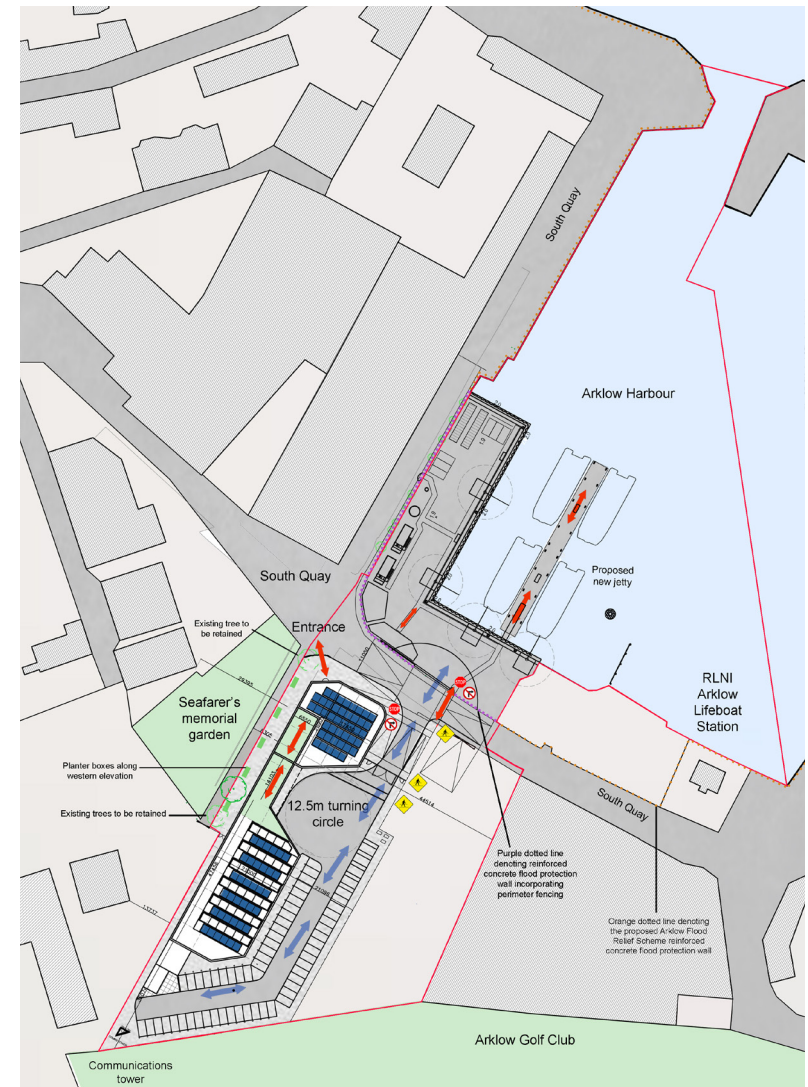 South Quay
Arklow Harbour
Proposed
new jetty
South Quay
Entrance
Existing tree to
be retained
Seafarer's
memorial
garden
RLNI
Arklow
Lifeboat
Station
STOP
STOP
Planter boxes along
western elevation
Existing trees to be retained
12.5m turning
circle
44514
South Quay
Purple dotted line
denoting reinforced
concrete flood protection
wall incorporating
perimeter fencing
Orange dotted line denoting
the proposed Arklow Flood
Relief Scheme reinforced
concrete flood protection wall
Arklow Golf Club
Communications
tower